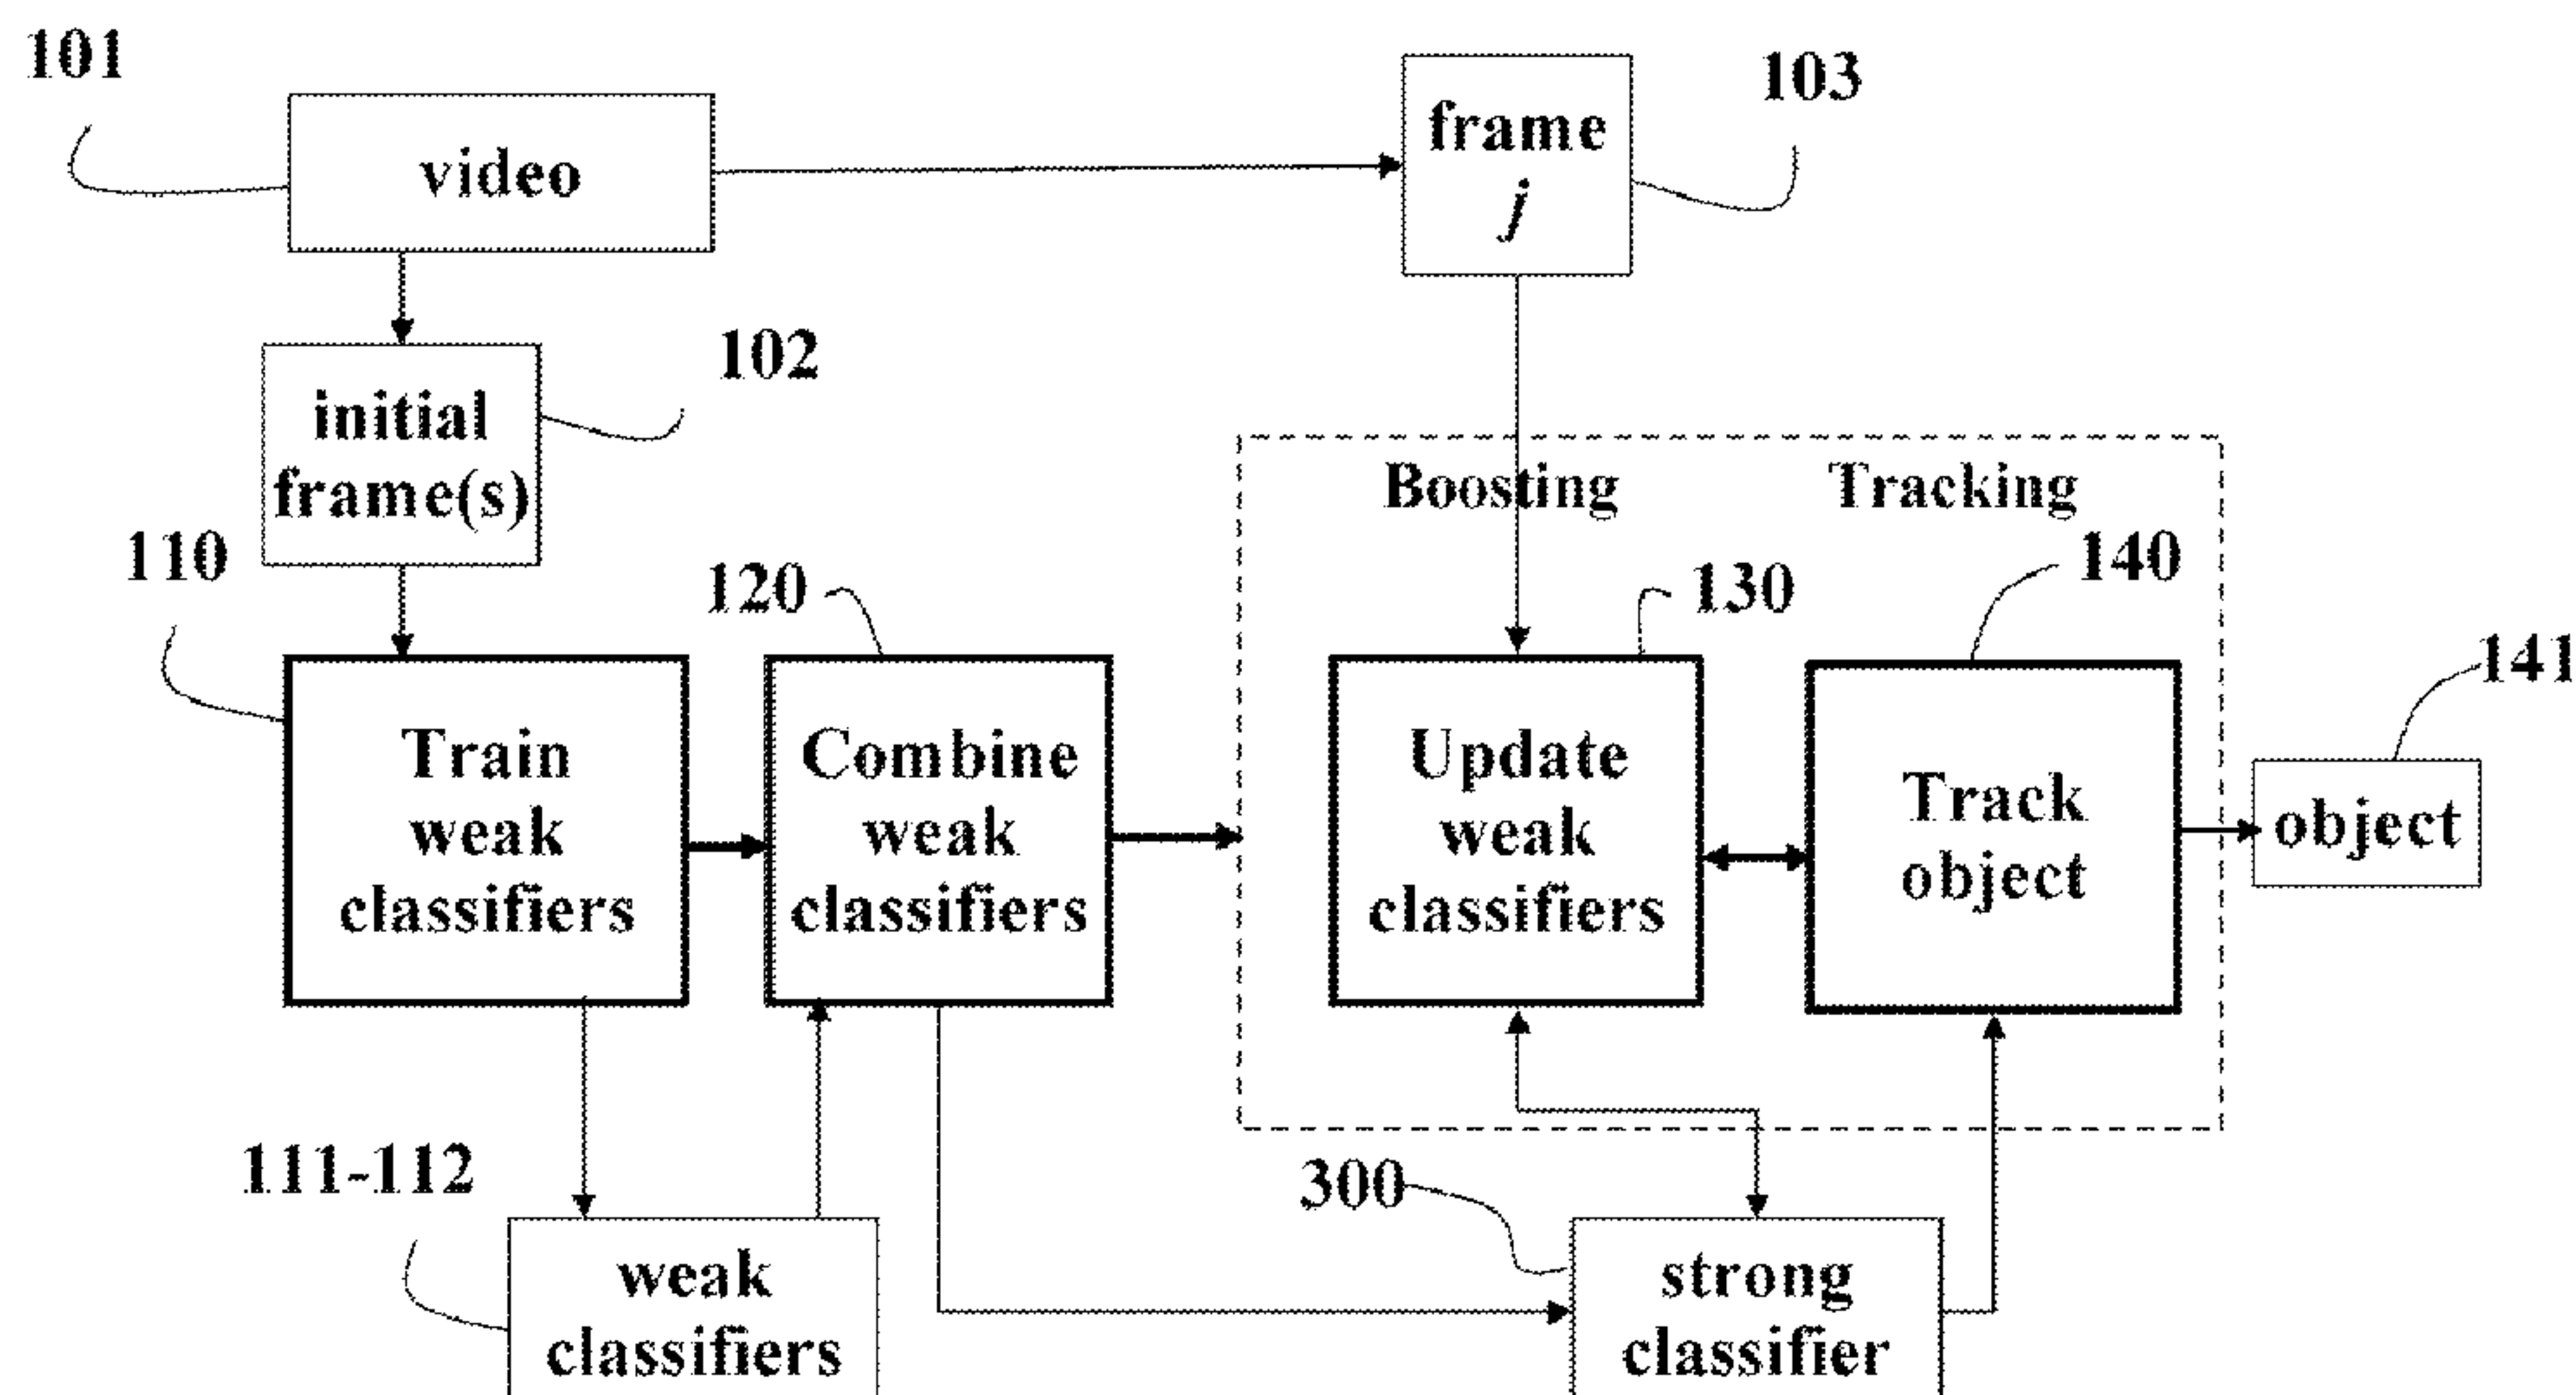 101
video
frame
j
103
initial
frame(s)
102
Boosting
Tracking
110
120
130
140
141
Train
weak
classifiers
Combine
weak
classifiers
Update
weak
classifiers
Track
object
object
111-112
weak
classifiers
300
strong
classifier